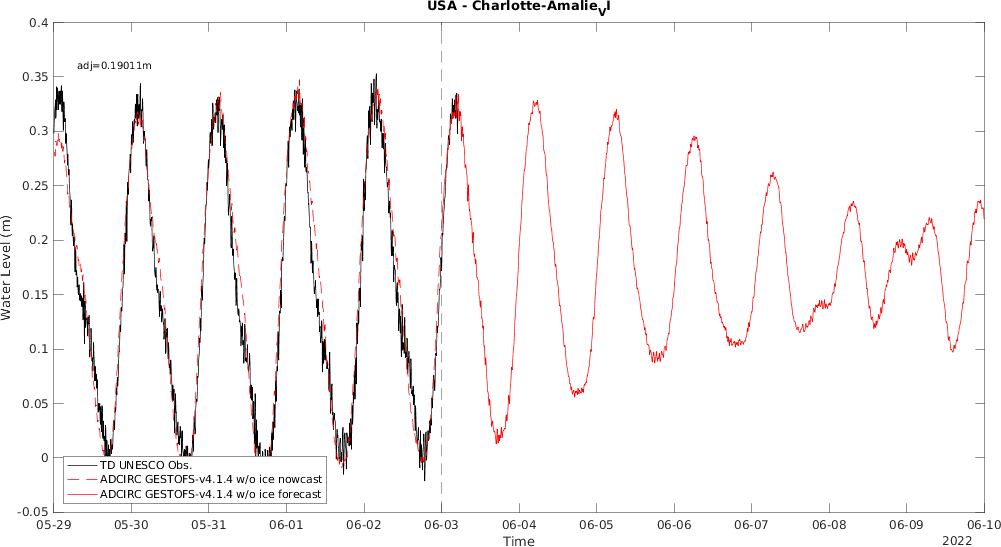 USA - Charlotte-Amalie_VI
0.4
0.35
0.3
0.25
0.2
0.15
0.1
0.05
0
-0.05
Water Level (m)
adj=0.19011m
TD UNESCO Obs.
ADCIRC GESTOFS-v4.1.4 w/o ice nowcast
ADCIRC GESTOFS-v4.1.4 w/o ice forecast
05-29 05-30 05-31 06-01 06-02 06-03 06-04 06-05 06-06 06-07 06-08 06-09 06-10
Time
2022